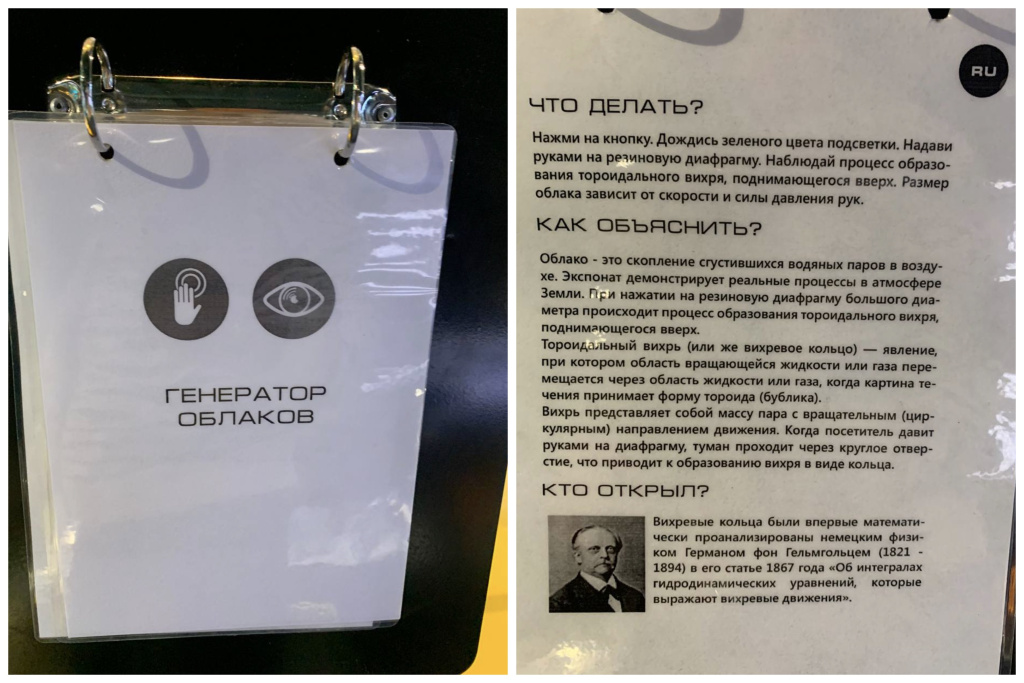 ГЕНЕРАТОР
ОБЛАКОВ
RU
ЧТО ДЕЛАТЬ?
Нажми на кнопку. Дождись зеленого цвета подсветки. Надави
руками на резиновую диафрагму. Наблюдай процесс образо-
вания тороидального вихря, поднимающегося вверх. Размер
облака зависит от скорости и силы давления рук.
КАК ОБЪЯСНИТЬ?
Облако - это скопление сгустившихся водяных паров в возду-
хе. Экспонат демонстрирует реальные процессы в атмосфере
Земли. При нажатии на резиновую диафрагму большого диа-
метра происходит процесс образования тороидального вихря,
поднимающегося вверх.
Тороидальный вихрь (или же вихревое кольцо) — явление,
при котором область вращающейся жидкости или газа пере-
мещается через область жидкости или газа, когда картина те-
чения принимает форму тороида (бублика).
Вихрь представляет собой массу пара с вращательным (цир-
кулярным) направлением движения. Когда посетитель давит
руками на диафрагму, туман проходит через круглое отвер-
стие, что приводит к образованию вихря в виде кольца.
КТО ОТКРЫЛ?
Вихревые кольца были впервые математи-
чески проанализированы немецким физи-
ком Германом фон Гельмгольцем (1821 -
1894) в его статье 1867 года «Об интегралах
гидродинамических уравнений, которые
выражают вихревые движения».